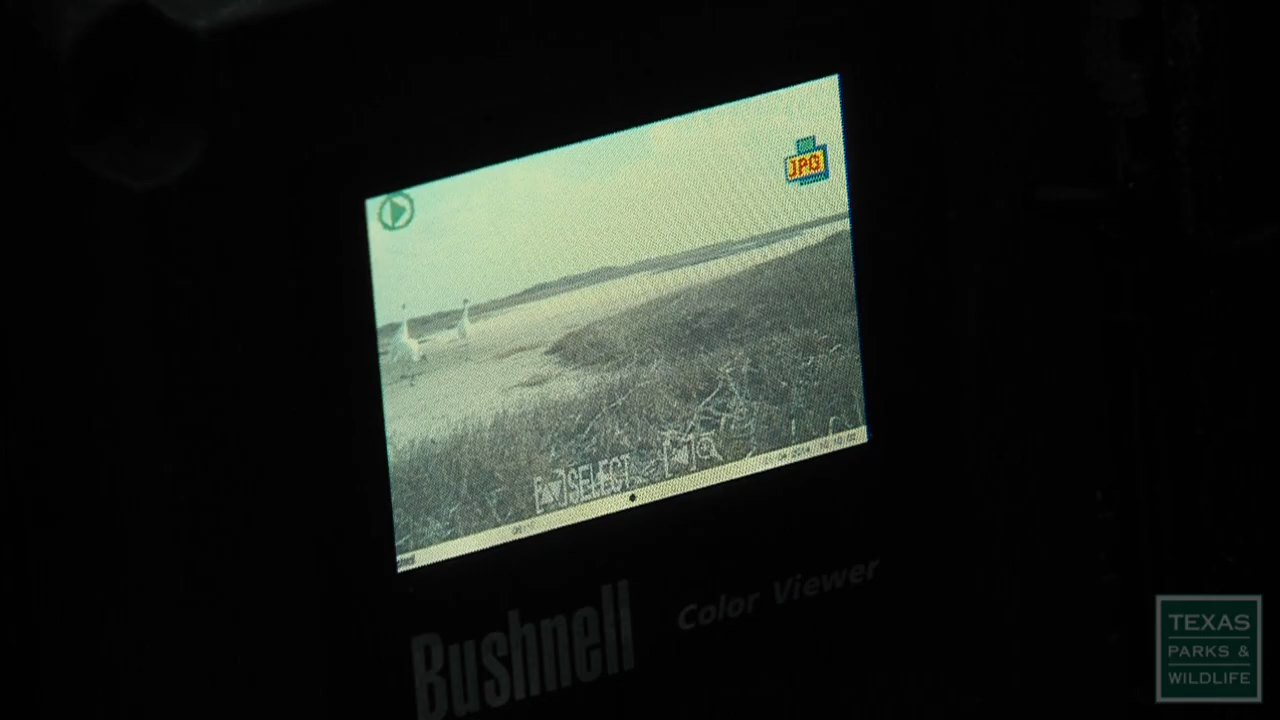 JPG
SELECT
Bushnell
Color Viewer
TEXAS
PARKS &
WILDLIFE